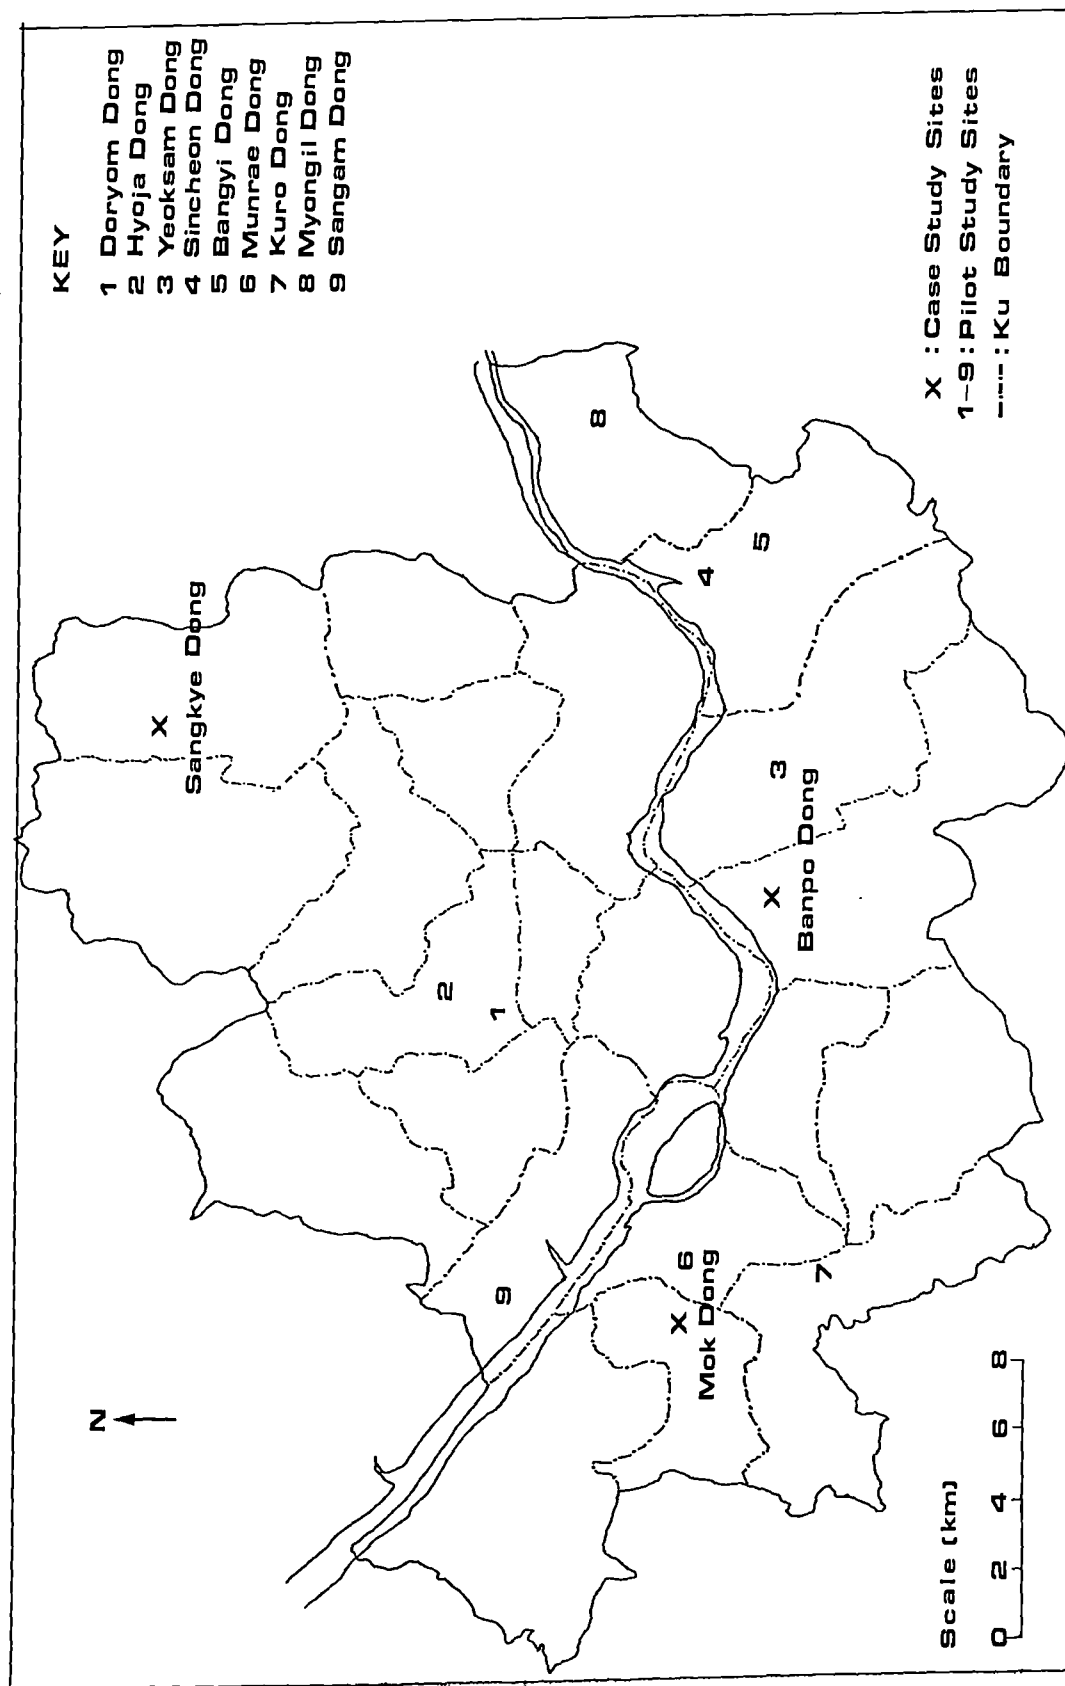 KEY
1 Doryom Dong
2 Hyoja Dong
3 Yeoksam Dong
4 Sincheon Dong
5 Bangyi Dong
6 Munrae Dong
7 Kuro Dong
8 Myongil Dong
9 Sangam Dong
N
X
Sangkye Dong
2
1
9
8
4
5
3
X
Banpo Dong
6
X
Mok Dong
7
Scale (km)
0 2 4 6 8
X : Case Study Sites
1-9: Pilot Study Sites
: Ku Boundary